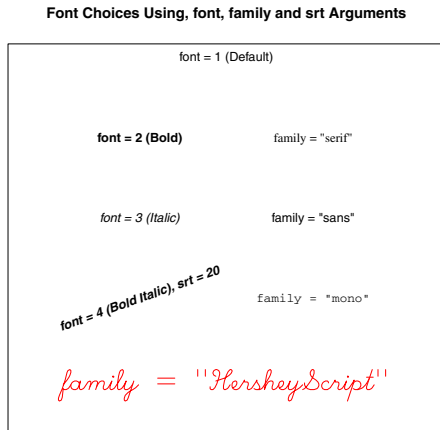 Font Choices Using, font, family and srt Arguments
font = 1 (Default)
font = 2 (Bold)
family = "serif"
font = 3 (Italic)
family = "sans"
font = 4 (Bold Italic), srt = 20
family = "mono"
family = "HersheyScript"